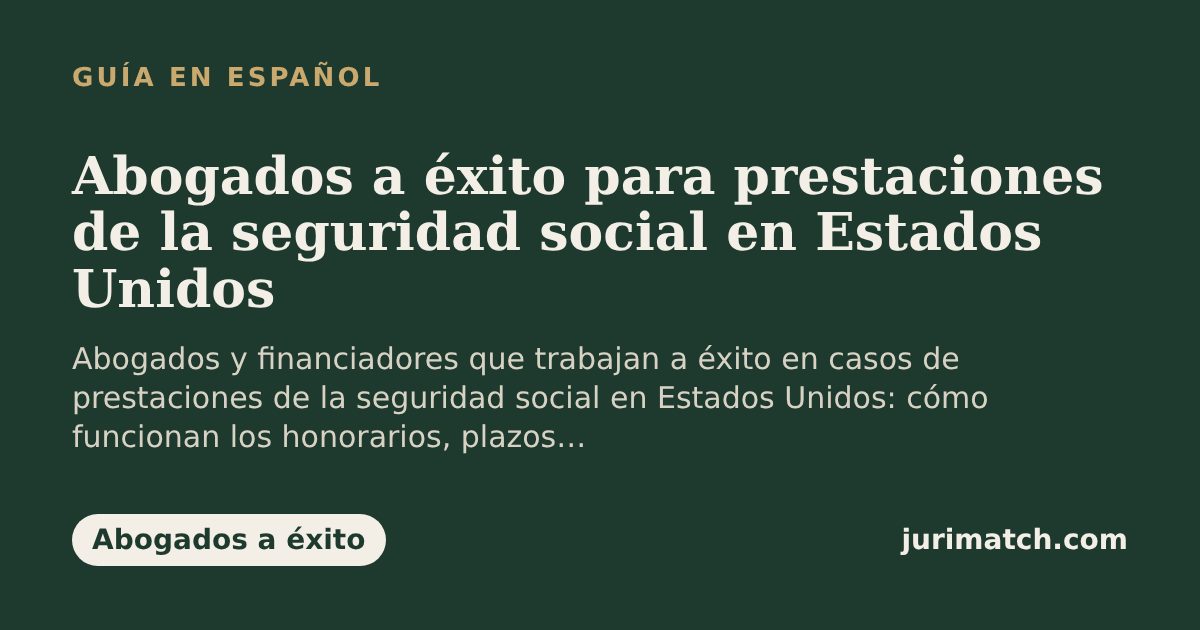 GUÍA EN ESPAÑOL
Abogados a éxito para prestaciones
de la seguridad social en Estados
Unidos
Abogados y financiadores que trabajan a éxito en casos de
prestaciones de la seguridad social en Estados Unidos: cómo
funcionan los honorarios, plazos…
Abogados a éxito
jurimatch.com